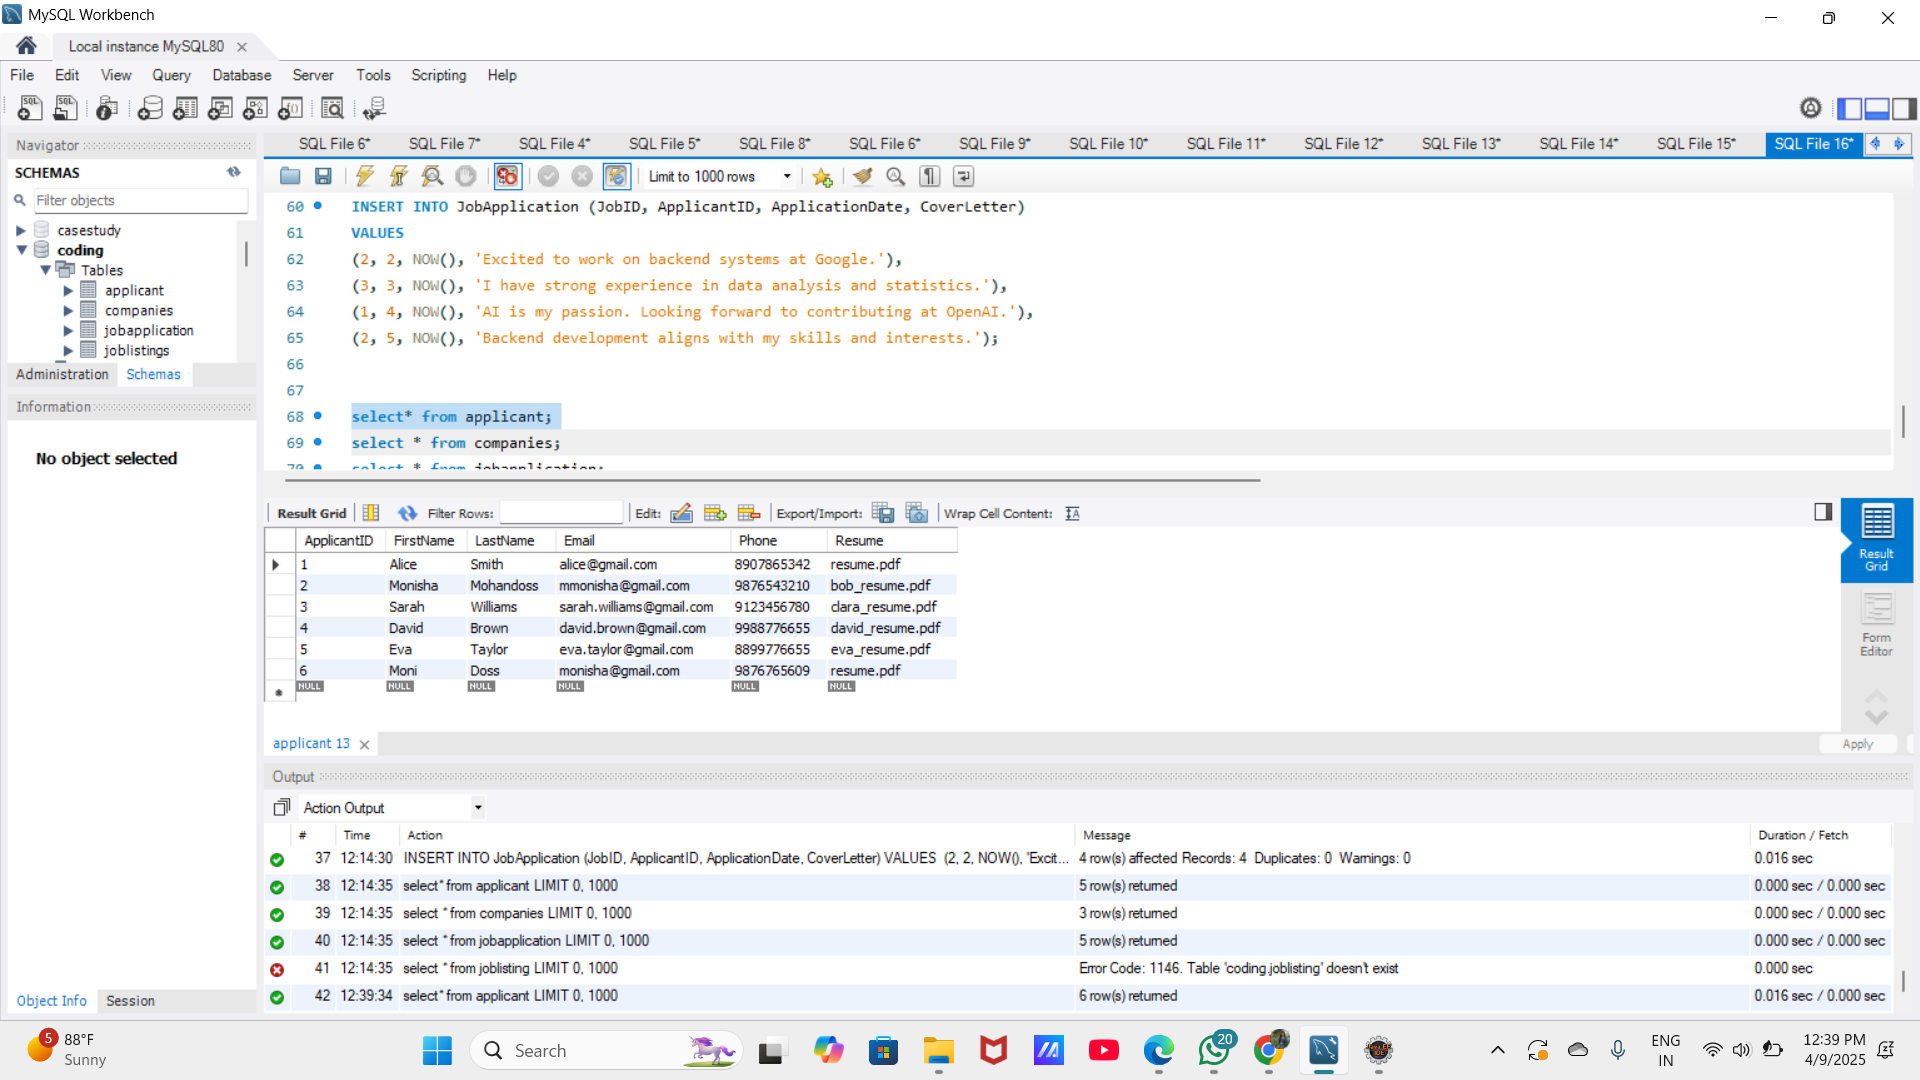 MySQL Workbench
Local instance MySQL80
File Edit View Query Database Server Tools Scripting Help
Navigator
SQL File 6* SQL File 7* SQL File 4* SQL File 5* SQL File 8* SQL File 6* SQL File 9* SQL File 10* SQL File 11* SQL File 12* SQL File 13* SQL File 14* SQL File 15* SQL File 16*
SCHEMAS
Limit to 1000 rows
Filter objects
casestudy
coding
Tables
applicant
companies
jobapplication
joblistings
Administration Schemas
Information
No object selected
60 INSERT INTO JobApplication (JobID, ApplicantID, ApplicationDate, CoverLetter)
61 VALUES
62 (2, 2, NOW(), 'Excited to work on backend systems at Google.'),
63 (3, 3, NOW(), 'I have strong experience in data analysis and statistics.'),
64 (1, 4, NOW(), 'AI is my passion. Looking forward to contributing at OpenAI.'),
65 (2, 5, NOW(), 'Backend development aligns with my skills and interests.');
66
67
68 select* from applicant;
69 select * from companies;
70 select * from jobapplication;
Result Grid Filter Rows: Edit: Export/Import: Wrap Cell Content:
ApplicantID FirstName LastName Email Phone Resume
1 Alice Smith alice@gmail.com 8907865342 resume.pdf
2 Monisha Mohandoss mmonisha@gmail.com 9876543210 bob_resume.pdf
3 Sarah Williams sarah.williams@gmail.com 9123456780 clara_resume.pdf
4 David Brown david.brown@gmail.com 9988776655 david_resume.pdf
5 Eva Taylor eva.taylor@gmail.com 8899776655 eva_resume.pdf
6 Moni Doss monisha@gmail.com 9876765609 resume.pdf
NULL NULL NULL NULL NULL NULL
Result
Grid
Form
Editor
applicant 13
Apply
Output
Action Output
# Time Action Message Duration / Fetch
37 12:14:30 INSERT INTO JobApplication (JobID, ApplicantID, ApplicationDate, CoverLetter) VALUES (2, 2, NOW(), 'Excit... 4 row(s) affected Records: 4 Duplicates: 0 Warnings: 0 0.016 sec
38 12:14:35 select* from applicant LIMIT 0, 1000 5 row(s) returned 0.000 sec / 0.000 sec
39 12:14:35 select * from companies LIMIT 0, 1000 3 row(s) returned 0.000 sec / 0.000 sec
40 12:14:35 select * from jobapplication LIMIT 0, 1000 5 row(s) returned 0.000 sec / 0.000 sec
41 12:14:35 select * from joblisting LIMIT 0, 1000 Error Code: 1146. Table 'coding.joblisting' doesn't exist 0.000 sec
42 12:39:34 select* from applicant LIMIT 0, 1000 6 row(s) returned 0.016 sec / 0.000 sec
Object Info Session
5
88°F
Sunny
Search
20
ENG
IN
12:39 PM
4/9/2025